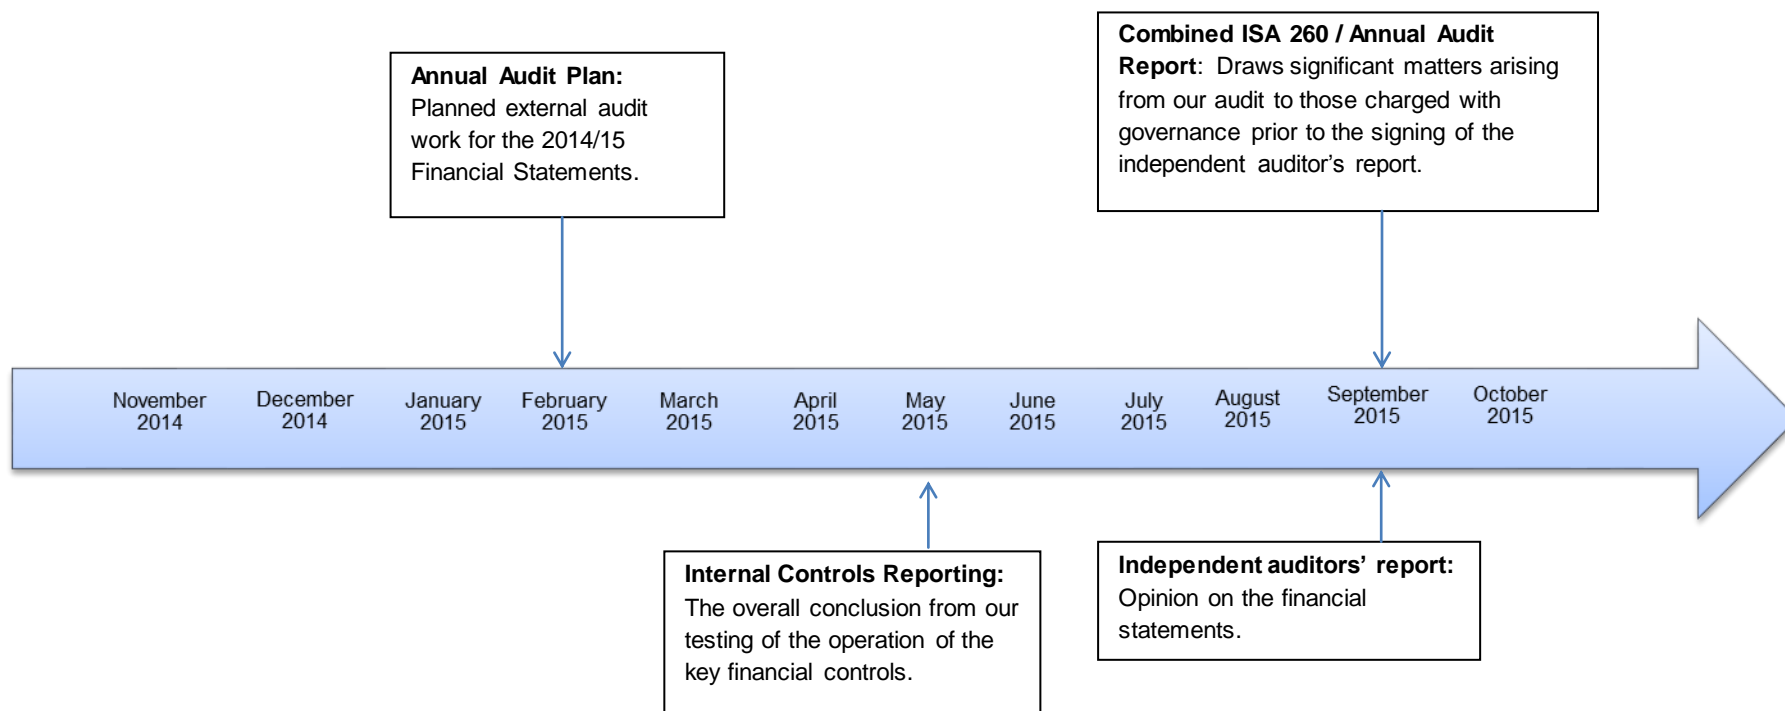 Annual Audit Plan:
Planned external audit
work for the 2014/15
Financial Statements.
Combined ISA 260 / Annual Audit
Report: Draws significant matters arising
from our audit to those charged with
governance prior to the signing of the
independent auditor’s report.
November
2014
December
2014
January
2015
February
2015
March
2015
April
2015
May
2015
June
2015
July
2015
August
2015
September
2015
October
2015
Internal Controls Reporting:
The overall conclusion from our
testing of the operation of the
key financial controls.
Independent auditors’ report:
Opinion on the financial
statements.